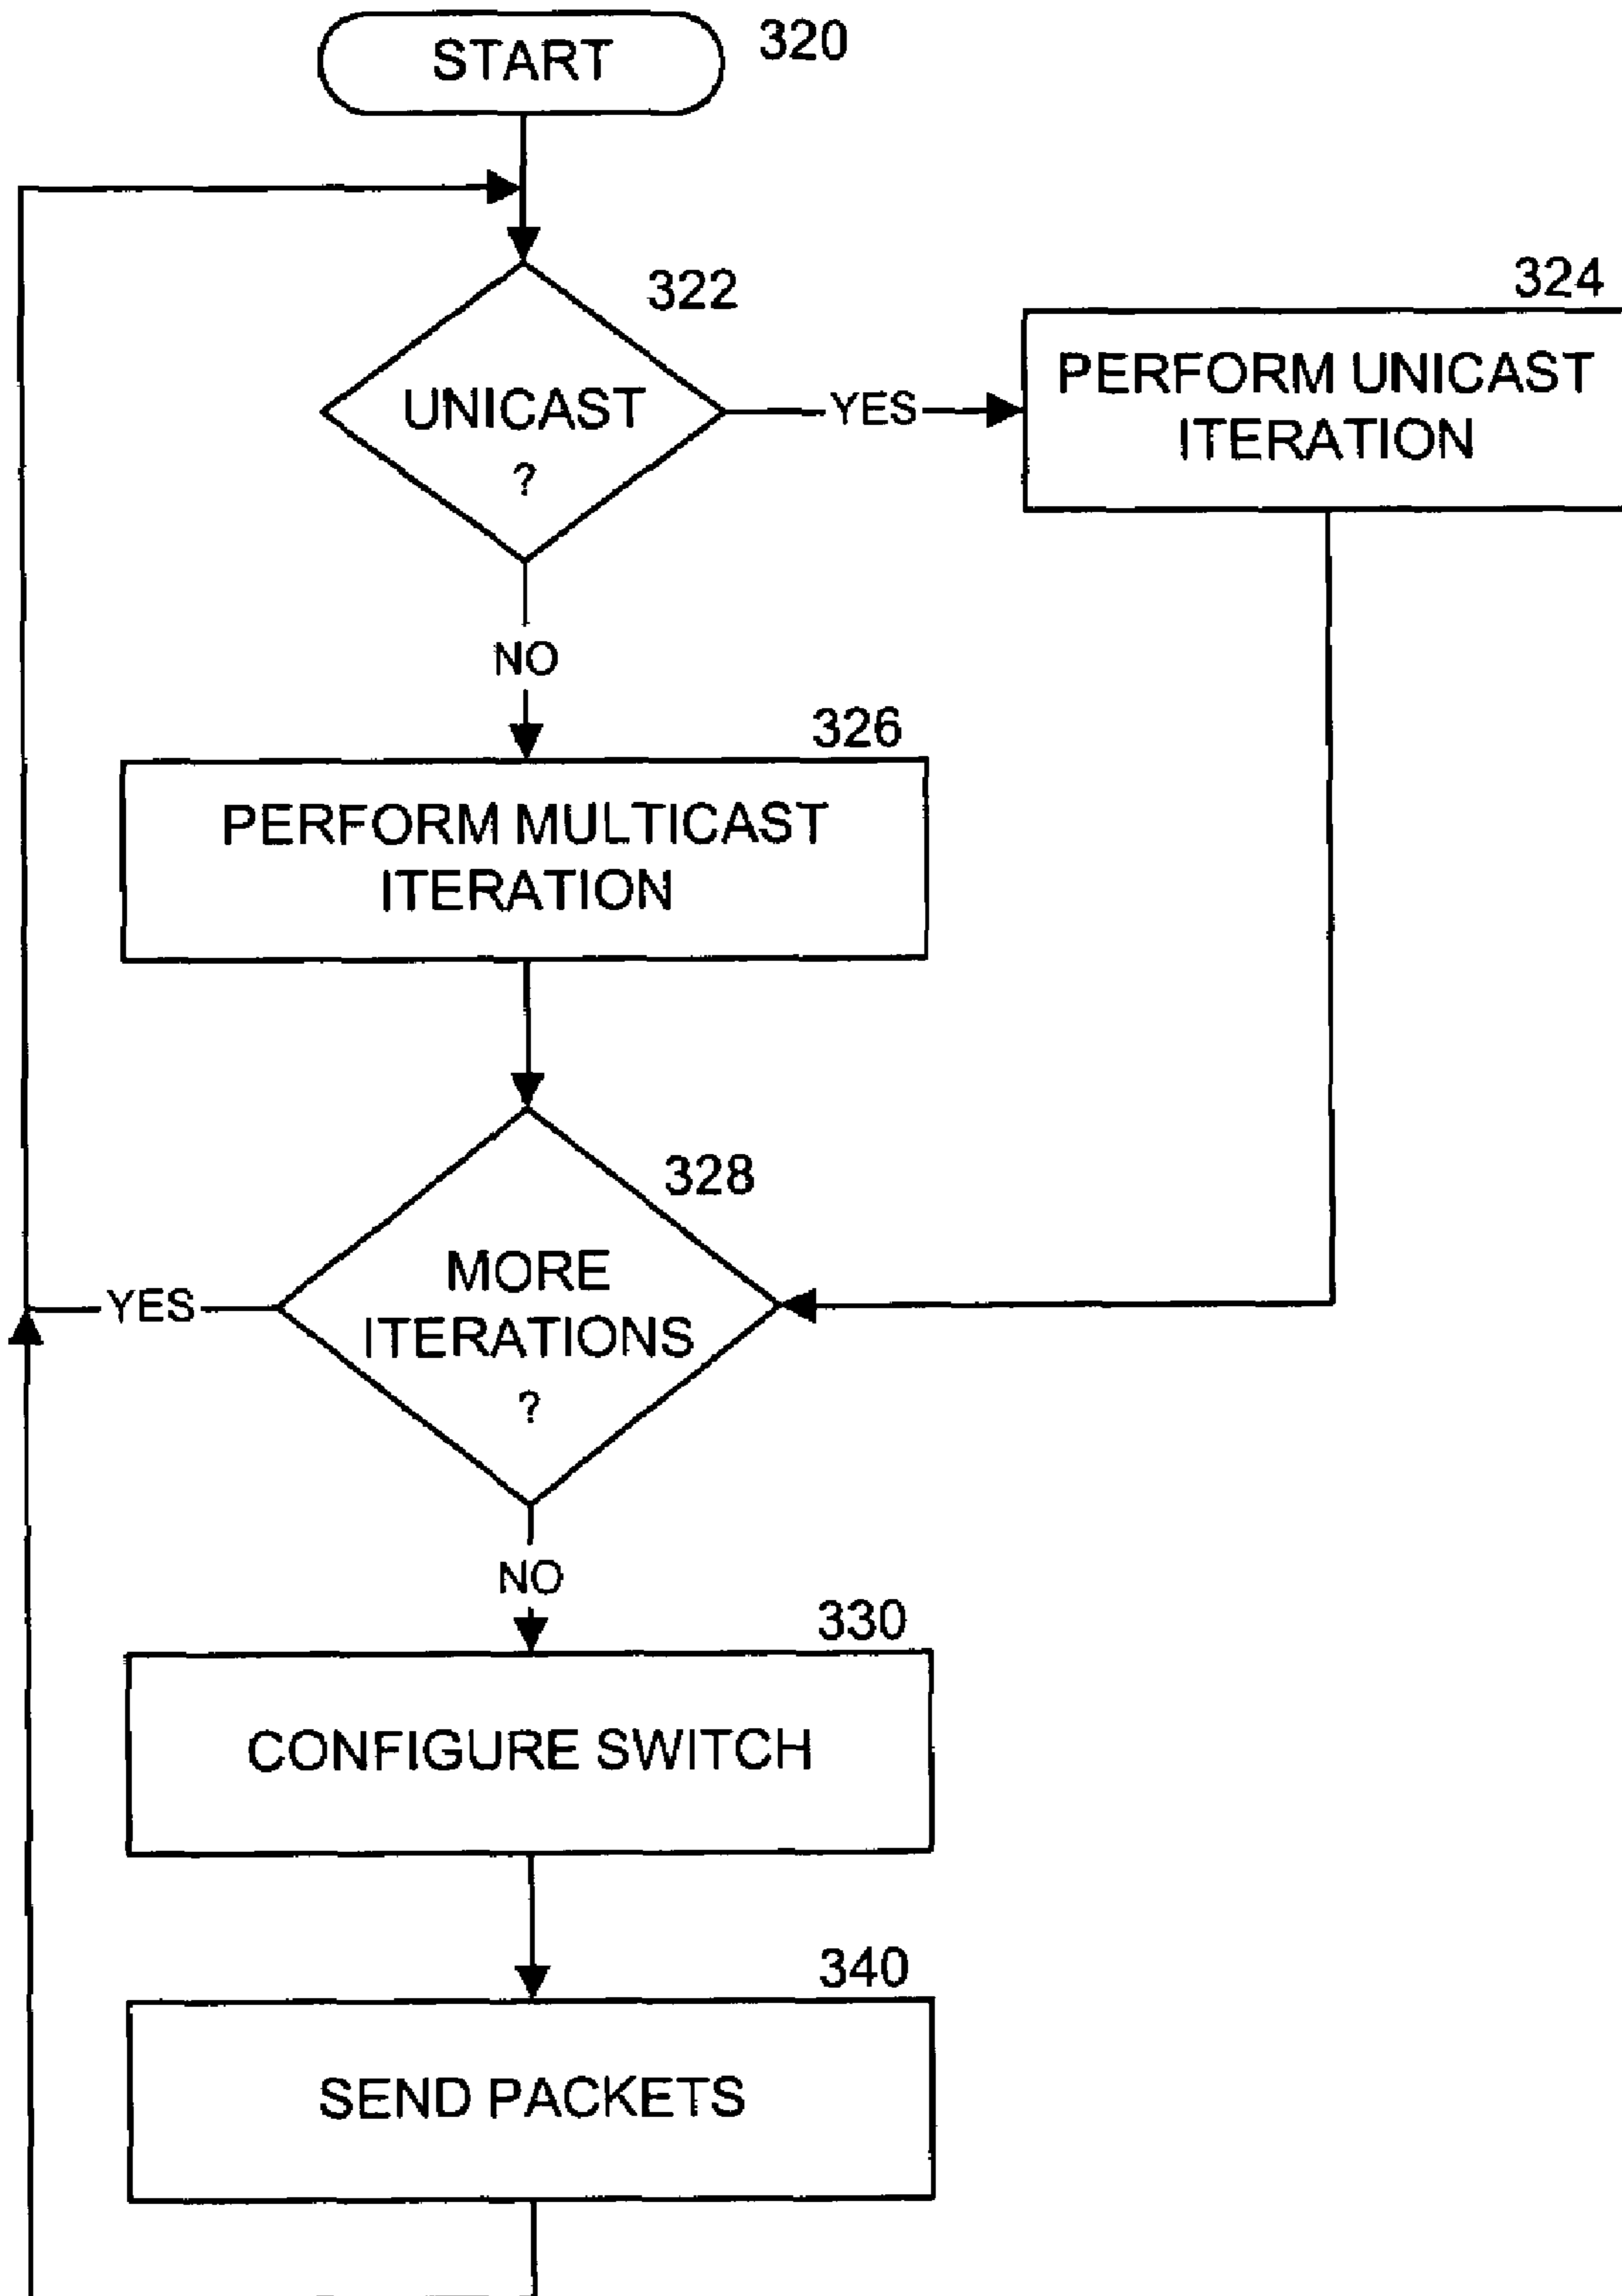 START
320
322
UNICAST
?
YES
324
PERFORM UNICAST
ITERATION
NO
326
PERFORM MULTICAST
ITERATION
328
MORE
ITERATIONS
?
YES
NO
330
CONFIGURE SWITCH
340
SEND PACKETS